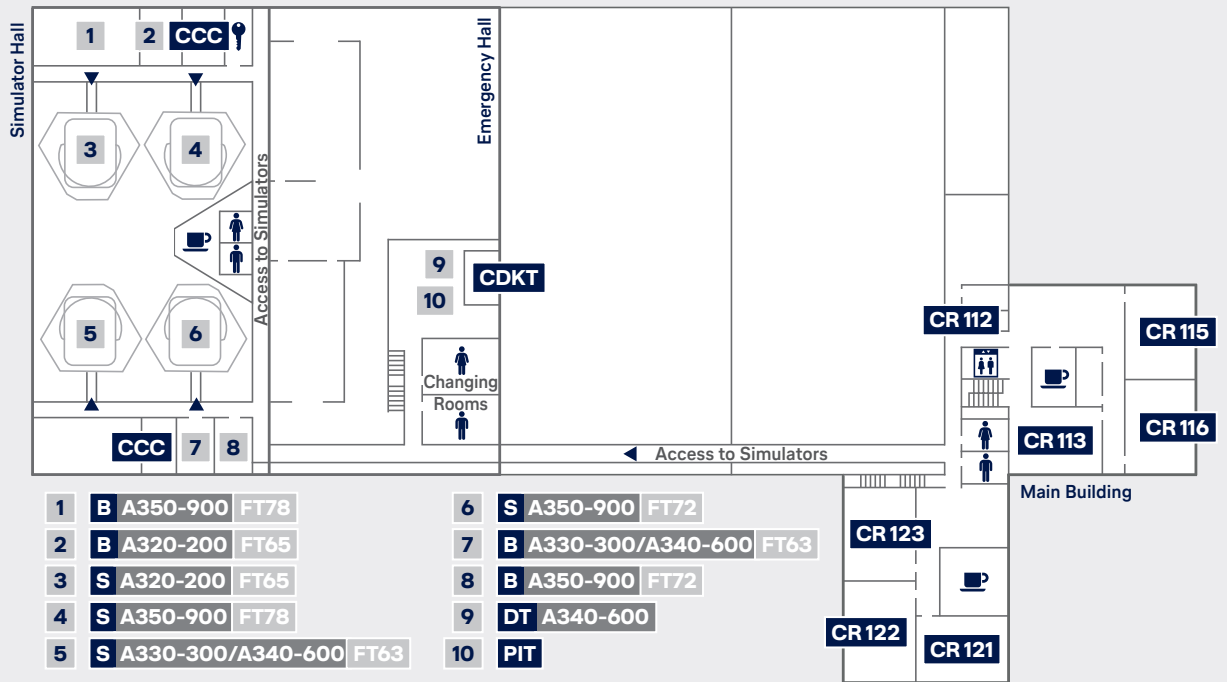 Simulator Hall
1
2
CCC
Emergency Hall
3
4
Access to Simulators
9
CDKT
10
5
6
Changing
Rooms
CCC
7
8
CR 112
CR 115
CR 113
CR 116
Access to Simulators
Main Building
CR 123
CR 122
CR 121
1 B A350-900 FT78
2 B A320-200 FT65
3 S A320-200 FT65
4 S A350-900 FT78
5 S A330-300/A340-600 FT63
6 S A350-900 FT72
7 B A330-300/A340-600 FT63
8 B A350-900 FT72
9 DT A340-600
10 PIT